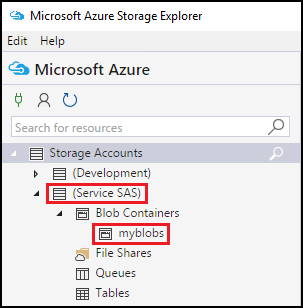 Microsoft Azure Storage Explorer
Edit Help
Microsoft Azure
Search for resources
Storage Accounts
(Development)
(Service SAS)
Blob Containers
myblobs
File Shares
Queues
Tables